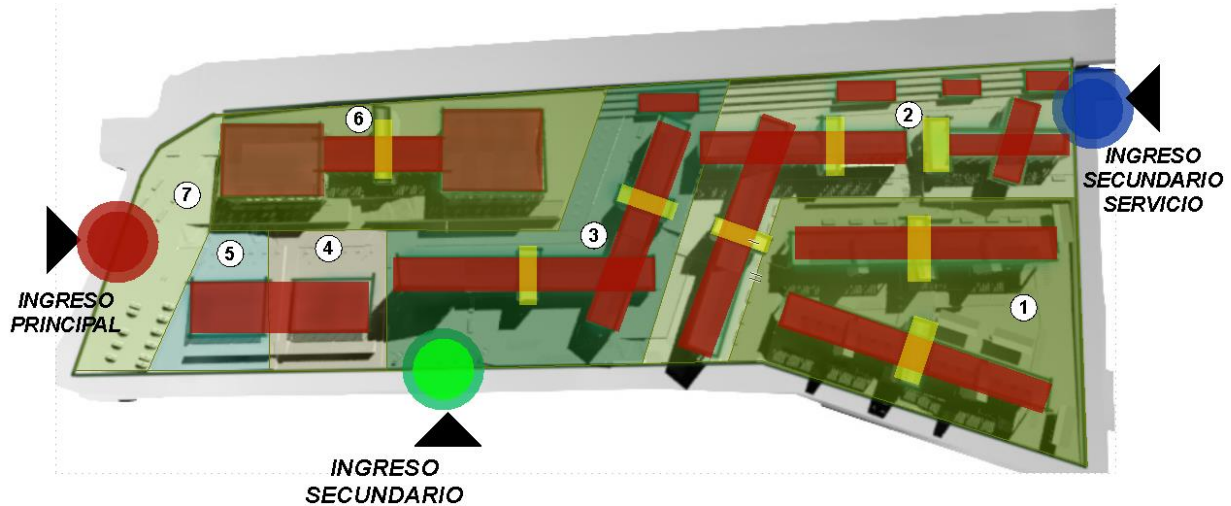 6
2
7
5
4
3
1
INGRESO
PRINCIPAL
INGRESO
SECUNDARIO
INGRESO
SECUNDARIO
SERVICIO